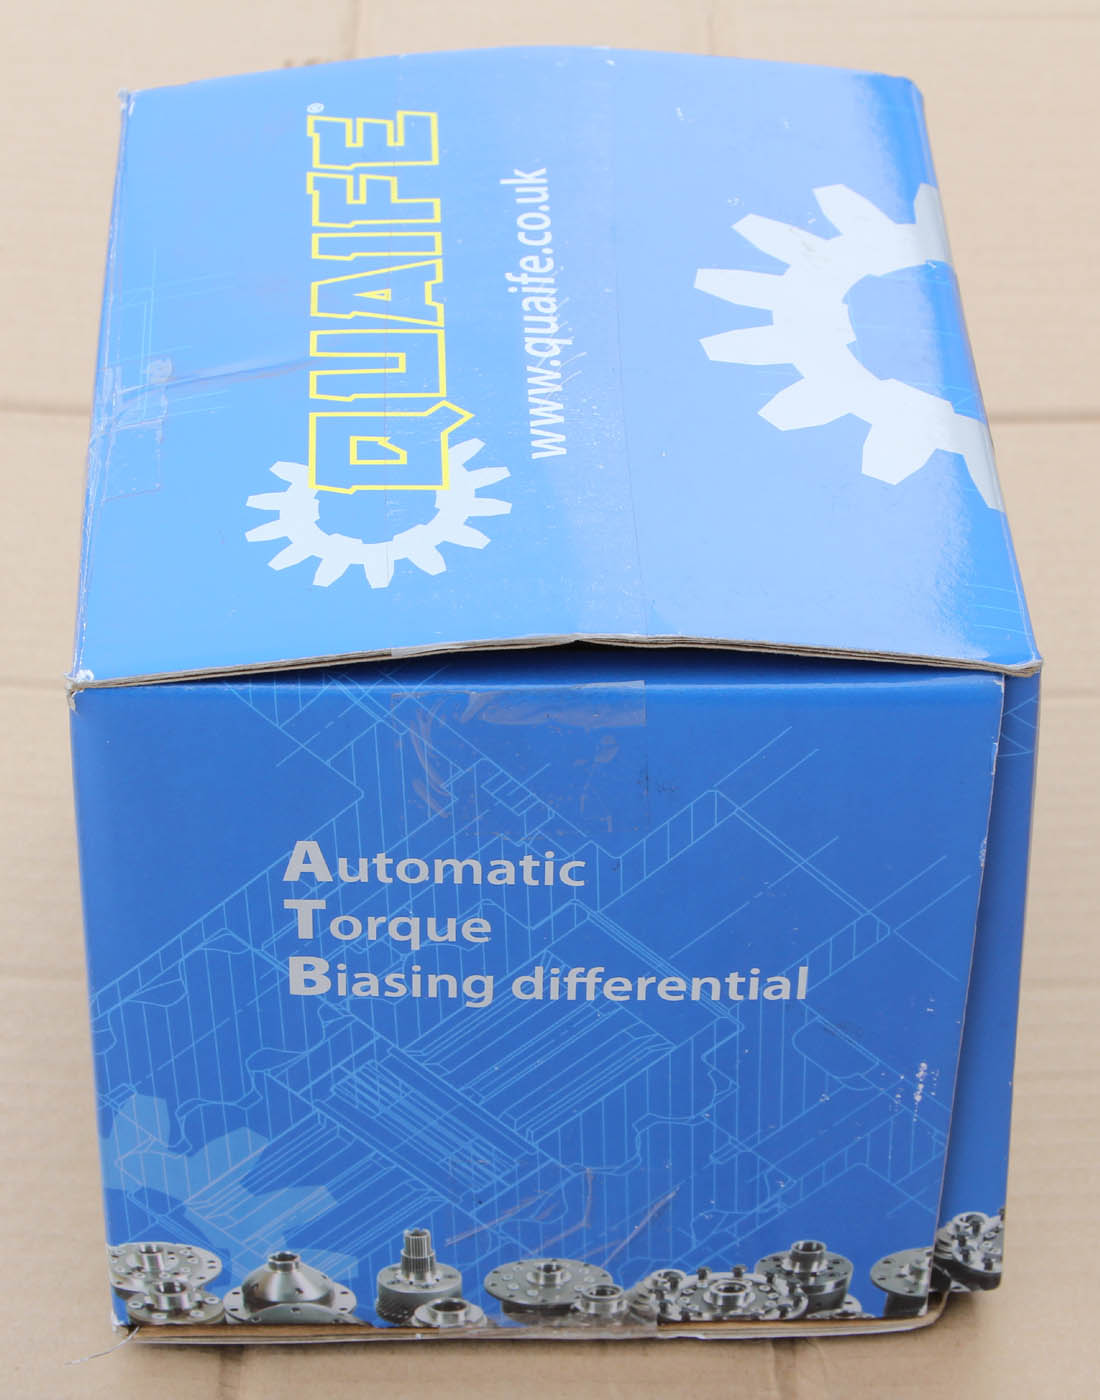 QUAIFE®
www.quaife.co.uk
Automatic
Torque
Biasing differential